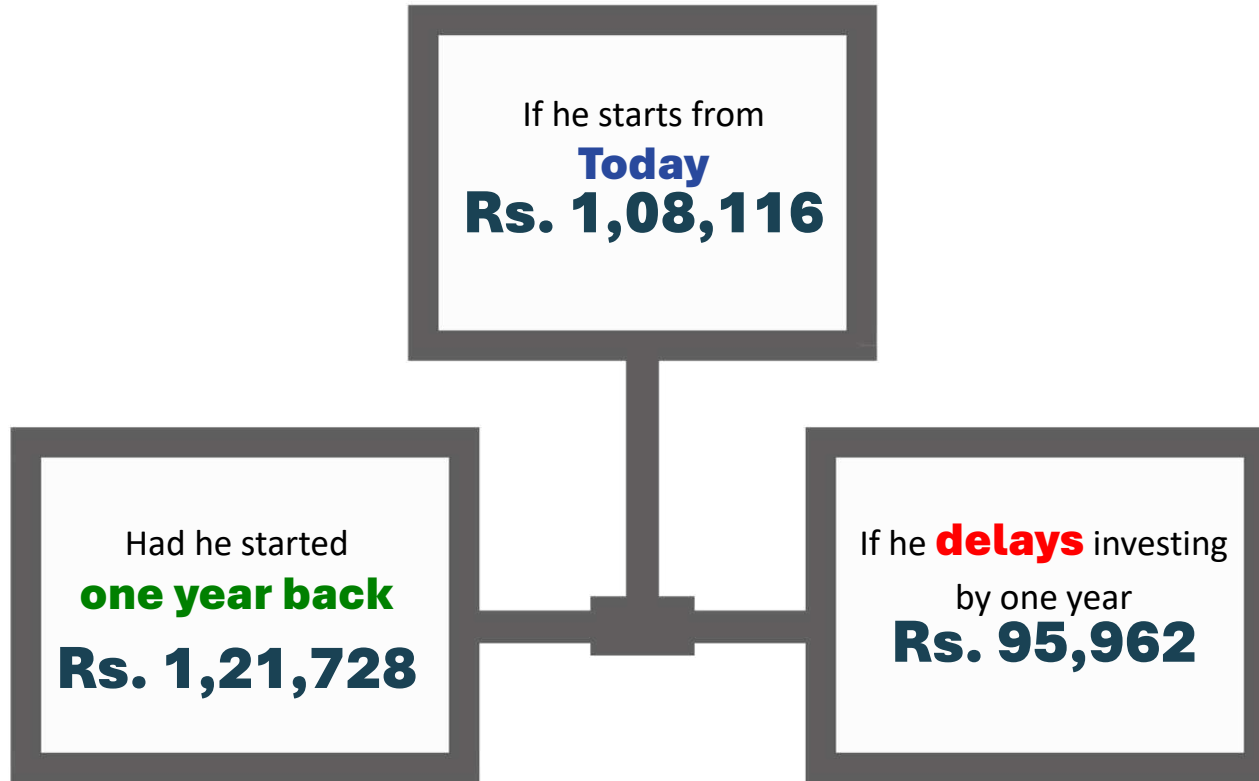 If he starts from
Today
Rs. 1,08,116
Had he started
one year back
Rs. 1,21,728
If he delays investing
by one year
Rs. 95,962